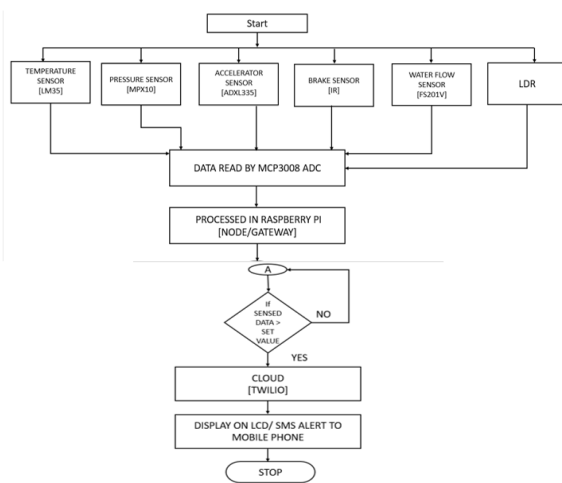 Start
TEMPERATURE
SENSOR
[LM35]
PRESSURE SENSOR
[MPX10]
ACCELERATOR
SENSOR
[ADXL335]
BRAKE SENSOR
[IR]
WATER FLOW
SENSOR
[FS201V]
LDR
DATA READ BY MCP3008 ADC
PROCESSED IN RASPBERRY PI
[NODE/GATEWAY]
A
If
SENSED
DATA >
SET
VALUE
NO
YES
CLOUD
[TWILIO]
DISPLAY ON LCD/ SMS ALERT TO
MOBILE PHONE
STOP